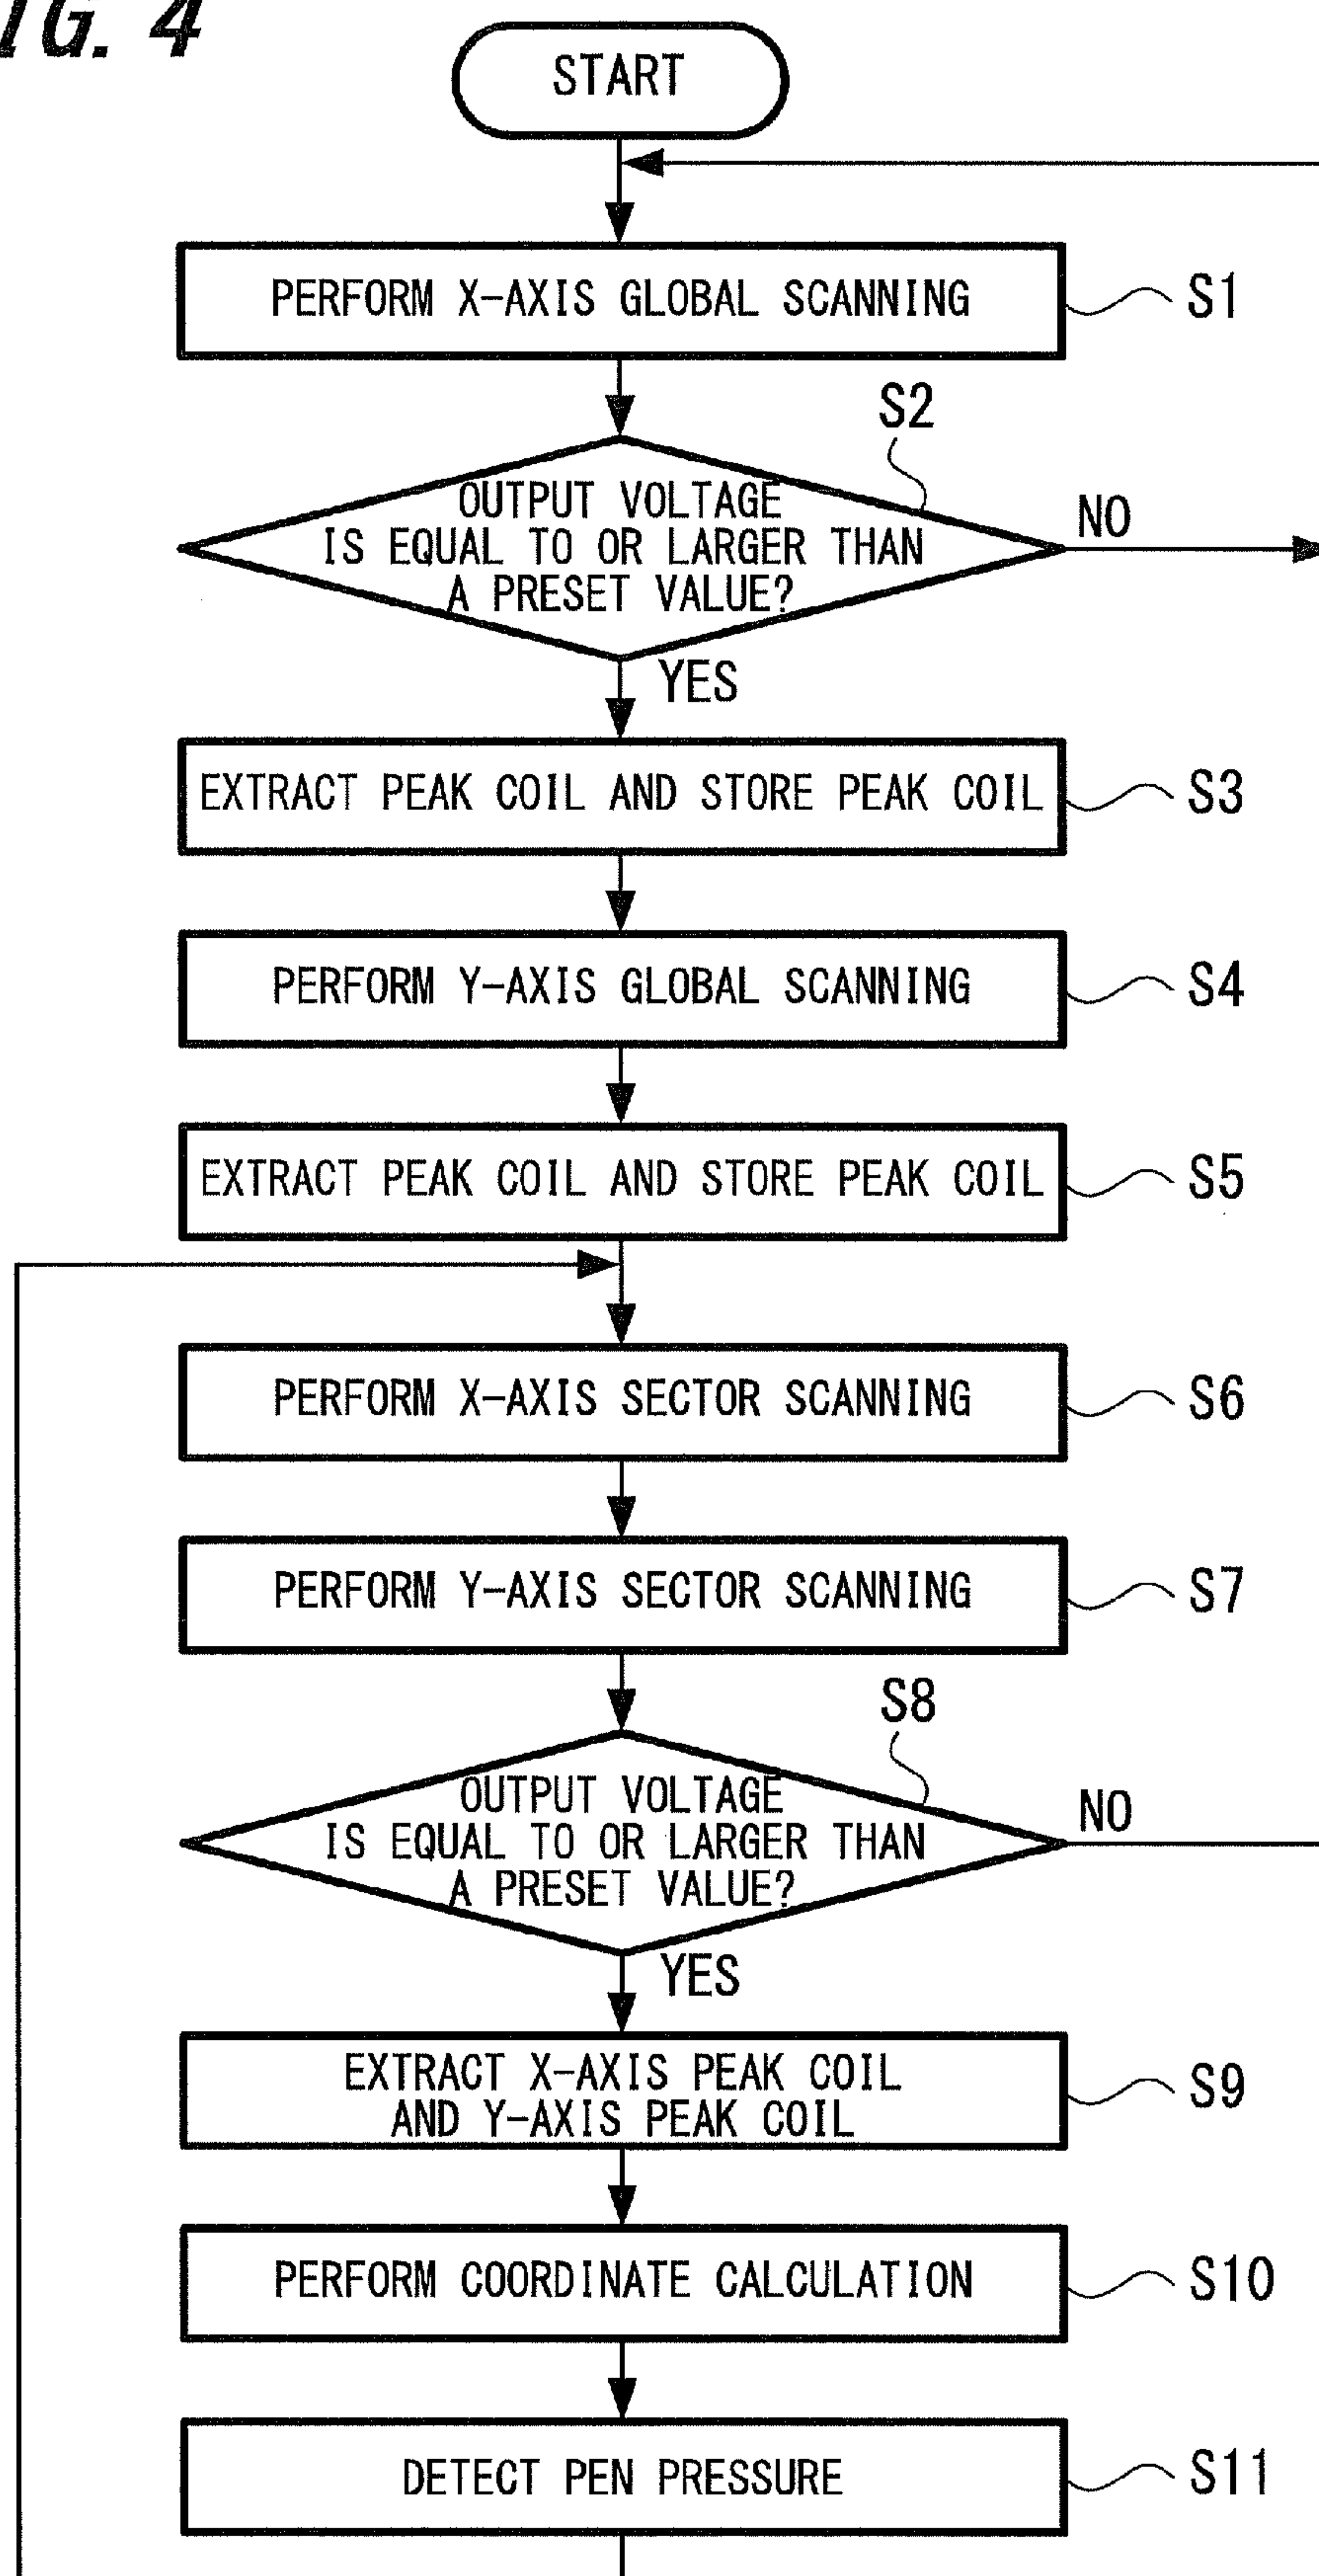 IG. 4
START
PERFORM X-AXIS GLOBAL SCANNING
S1
S2
OUTPUT VOLTAGE
IS EQUAL TO OR LARGER THAN
A PRESET VALUE?
NO
YES
EXTRACT PEAK COIL AND STORE PEAK COIL
S3
PERFORM Y-AXIS GLOBAL SCANNING
S4
EXTRACT PEAK COIL AND STORE PEAK COIL
S5
PERFORM X-AXIS SECTOR SCANNING
S6
PERFORM Y-AXIS SECTOR SCANNING
S7
S8
OUTPUT VOLTAGE
IS EQUAL TO OR LARGER THAN
A PRESET VALUE?
NO
YES
EXTRACT X-AXIS PEAK COIL
AND Y-AXIS PEAK COIL
S9
PERFORM COORDINATE CALCULATION
S10
DETECT PEN PRESSURE
S11